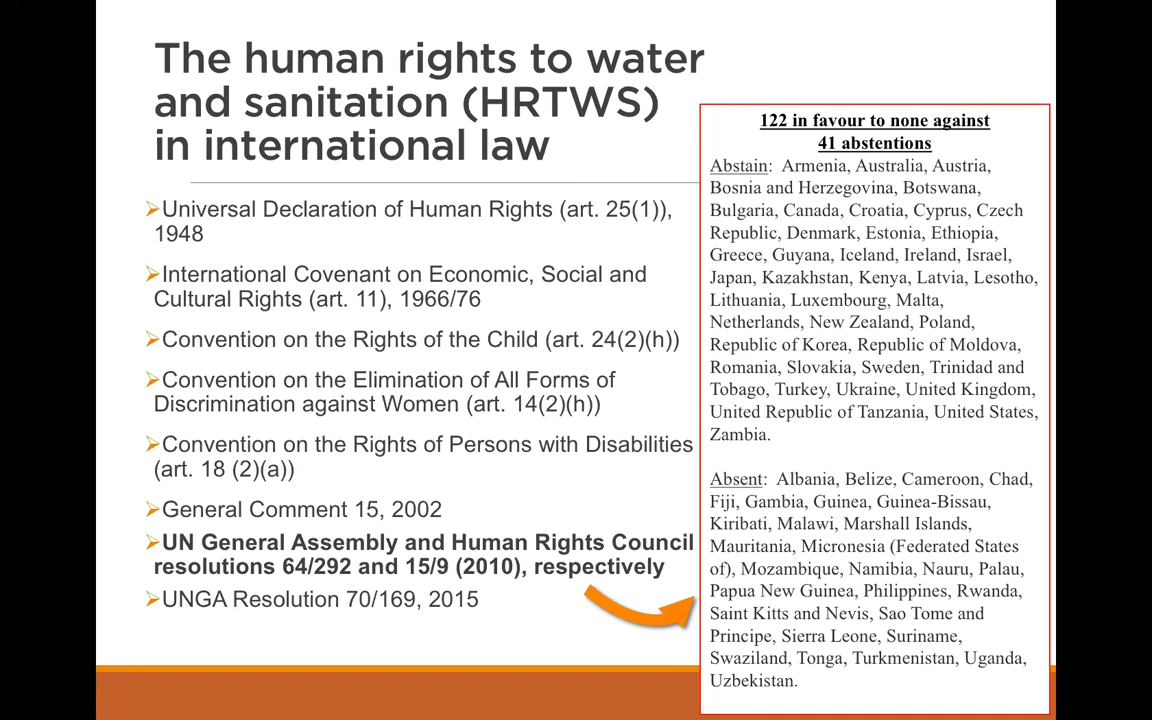 The human rights to water
and sanitation (HRTWS)
in international law
➢Universal Declaration of Human Rights (art. 25(1)),
1948
➢International Covenant on Economic, Social and
Cultural Rights (art. 11), 1966/76
➢Convention on the Rights of the Child (art. 24(2)(h))
➢Convention on the Elimination of All Forms of
Discrimination against Women (art. 14(2)(h))
➢Convention on the Rights of Persons with Disabilities
(art. 18 (2)(a))
➢General Comment 15, 2002
➢UN General Assembly and Human Rights Council
resolutions 64/292 and 15/9 (2010), respectively
➢UNGA Resolution 70/169, 2015
122 in favour to none against
41 abstentions
Abstain: Armenia, Australia, Austria,
Bosnia and Herzegovina, Botswana,
Bulgaria, Canada, Croatia, Cyprus, Czech
Republic, Denmark, Estonia, Ethiopia,
Greece, Guyana, Iceland, Ireland, Israel,
Japan, Kazakhstan, Kenya, Latvia, Lesotho,
Lithuania, Luxembourg, Malta,
Netherlands, New Zealand, Poland,
Republic of Korea, Republic of Moldova,
Romania, Slovakia, Sweden, Trinidad and
Tobago, Turkey, Ukraine, United Kingdom,
United Republic of Tanzania, United States,
Zambia.
Absent: Albania, Belize, Cameroon, Chad,
Fiji, Gambia, Guinea, Guinea-Bissau,
Kiribati, Malawi, Marshall Islands,
Mauritania, Micronesia (Federated States
of), Mozambique, Namibia, Nauru, Palau,
Papua New Guinea, Philippines, Rwanda,
Saint Kitts and Nevis, Sao Tome and
Principe, Sierra Leone, Suriname,
Swaziland, Tonga, Turkmenistan, Uganda,
Uzbekistan.